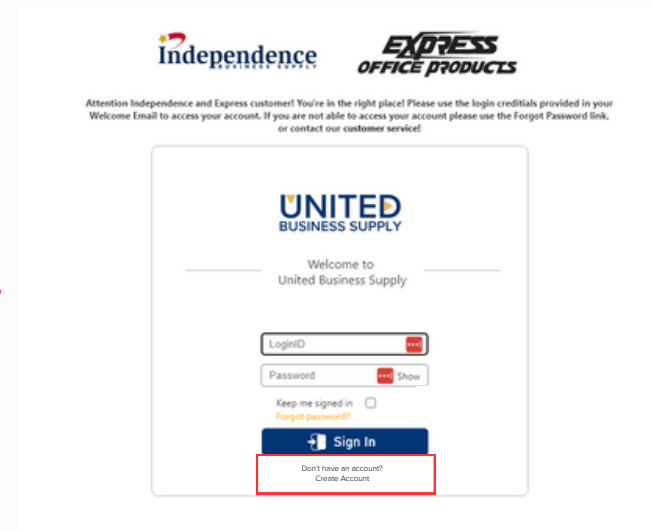 Independence
BUSINESS SUPPLY
EXPRESS
OFFICE PRODUCTS
Attention Independence and Express customer! You're in the right place! Please use the login creditials provided in your
Welcome Email to access your account. If you are not able to access your account please use the Forgot Password link,
or contact our customer service!
UNITED
BUSINESS SUPPLY
Welcome to
United Business Supply
LoginID
Password
Show
Keep me signed in
Forgot password?
Sign In
Don't have an account?
Create Account